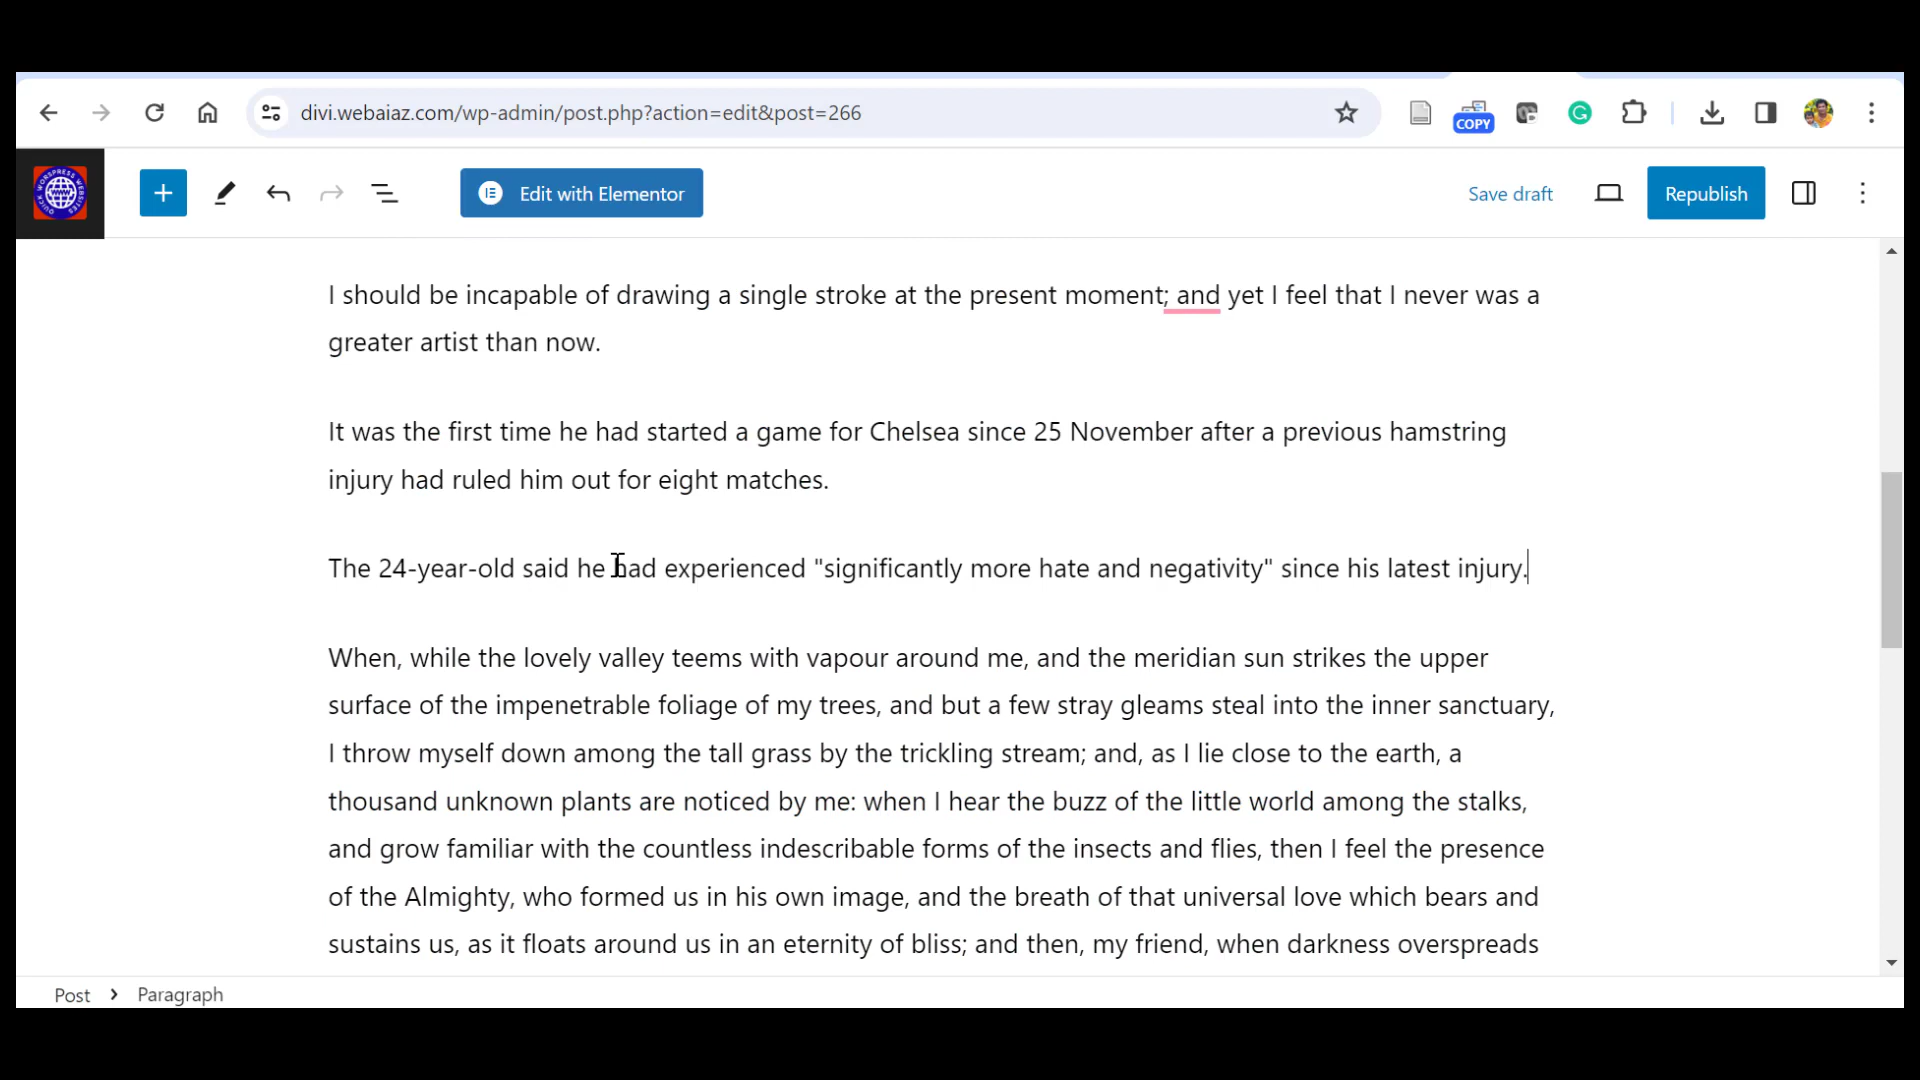 divi.webaiaz.com/wp-admin/post.php?action=edit&post=266
COPY
QUICK WORSPRESS WEBSITES
Edit with Elementor
Save draft
Republish
I should be incapable of drawing a single stroke at the present moment; and yet I feel that I never was a
greater artist than now.
It was the first time he had started a game for Chelsea since 25 November after a previous hamstring
injury had ruled him out for eight matches.
The 24-year-old said he had experienced "significantly more hate and negativity" since his latest injury.
When, while the lovely valley teems with vapour around me, and the meridian sun strikes the upper
surface of the impenetrable foliage of my trees, and but a few stray gleams steal into the inner sanctuary,
I throw myself down among the tall grass by the trickling stream; and, as I lie close to the earth, a
thousand unknown plants are noticed by me: when I hear the buzz of the little world among the stalks,
and grow familiar with the countless indescribable forms of the insects and flies, then I feel the presence
of the Almighty, who formed us in his own image, and the breath of that universal love which bears and
sustains us, as it floats around us in an eternity of bliss; and then, my friend, when darkness overspreads
Post > Paragraph